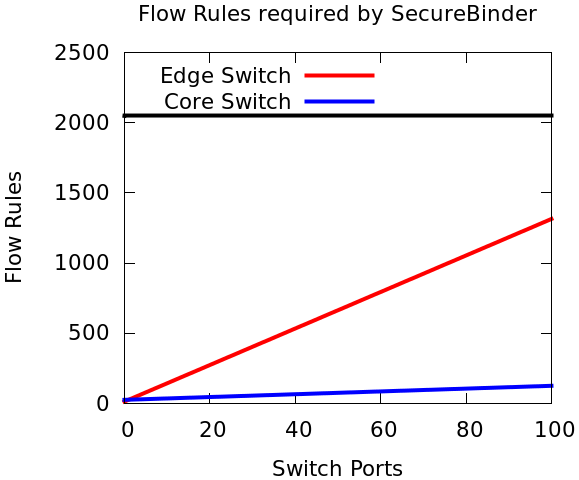 Flow Rules required by SecureBinder
2500
2000
1500
1000
500
0
Flow Rules
Edge Switch
Core Switch
0 20 40 60 80 100
Switch Ports